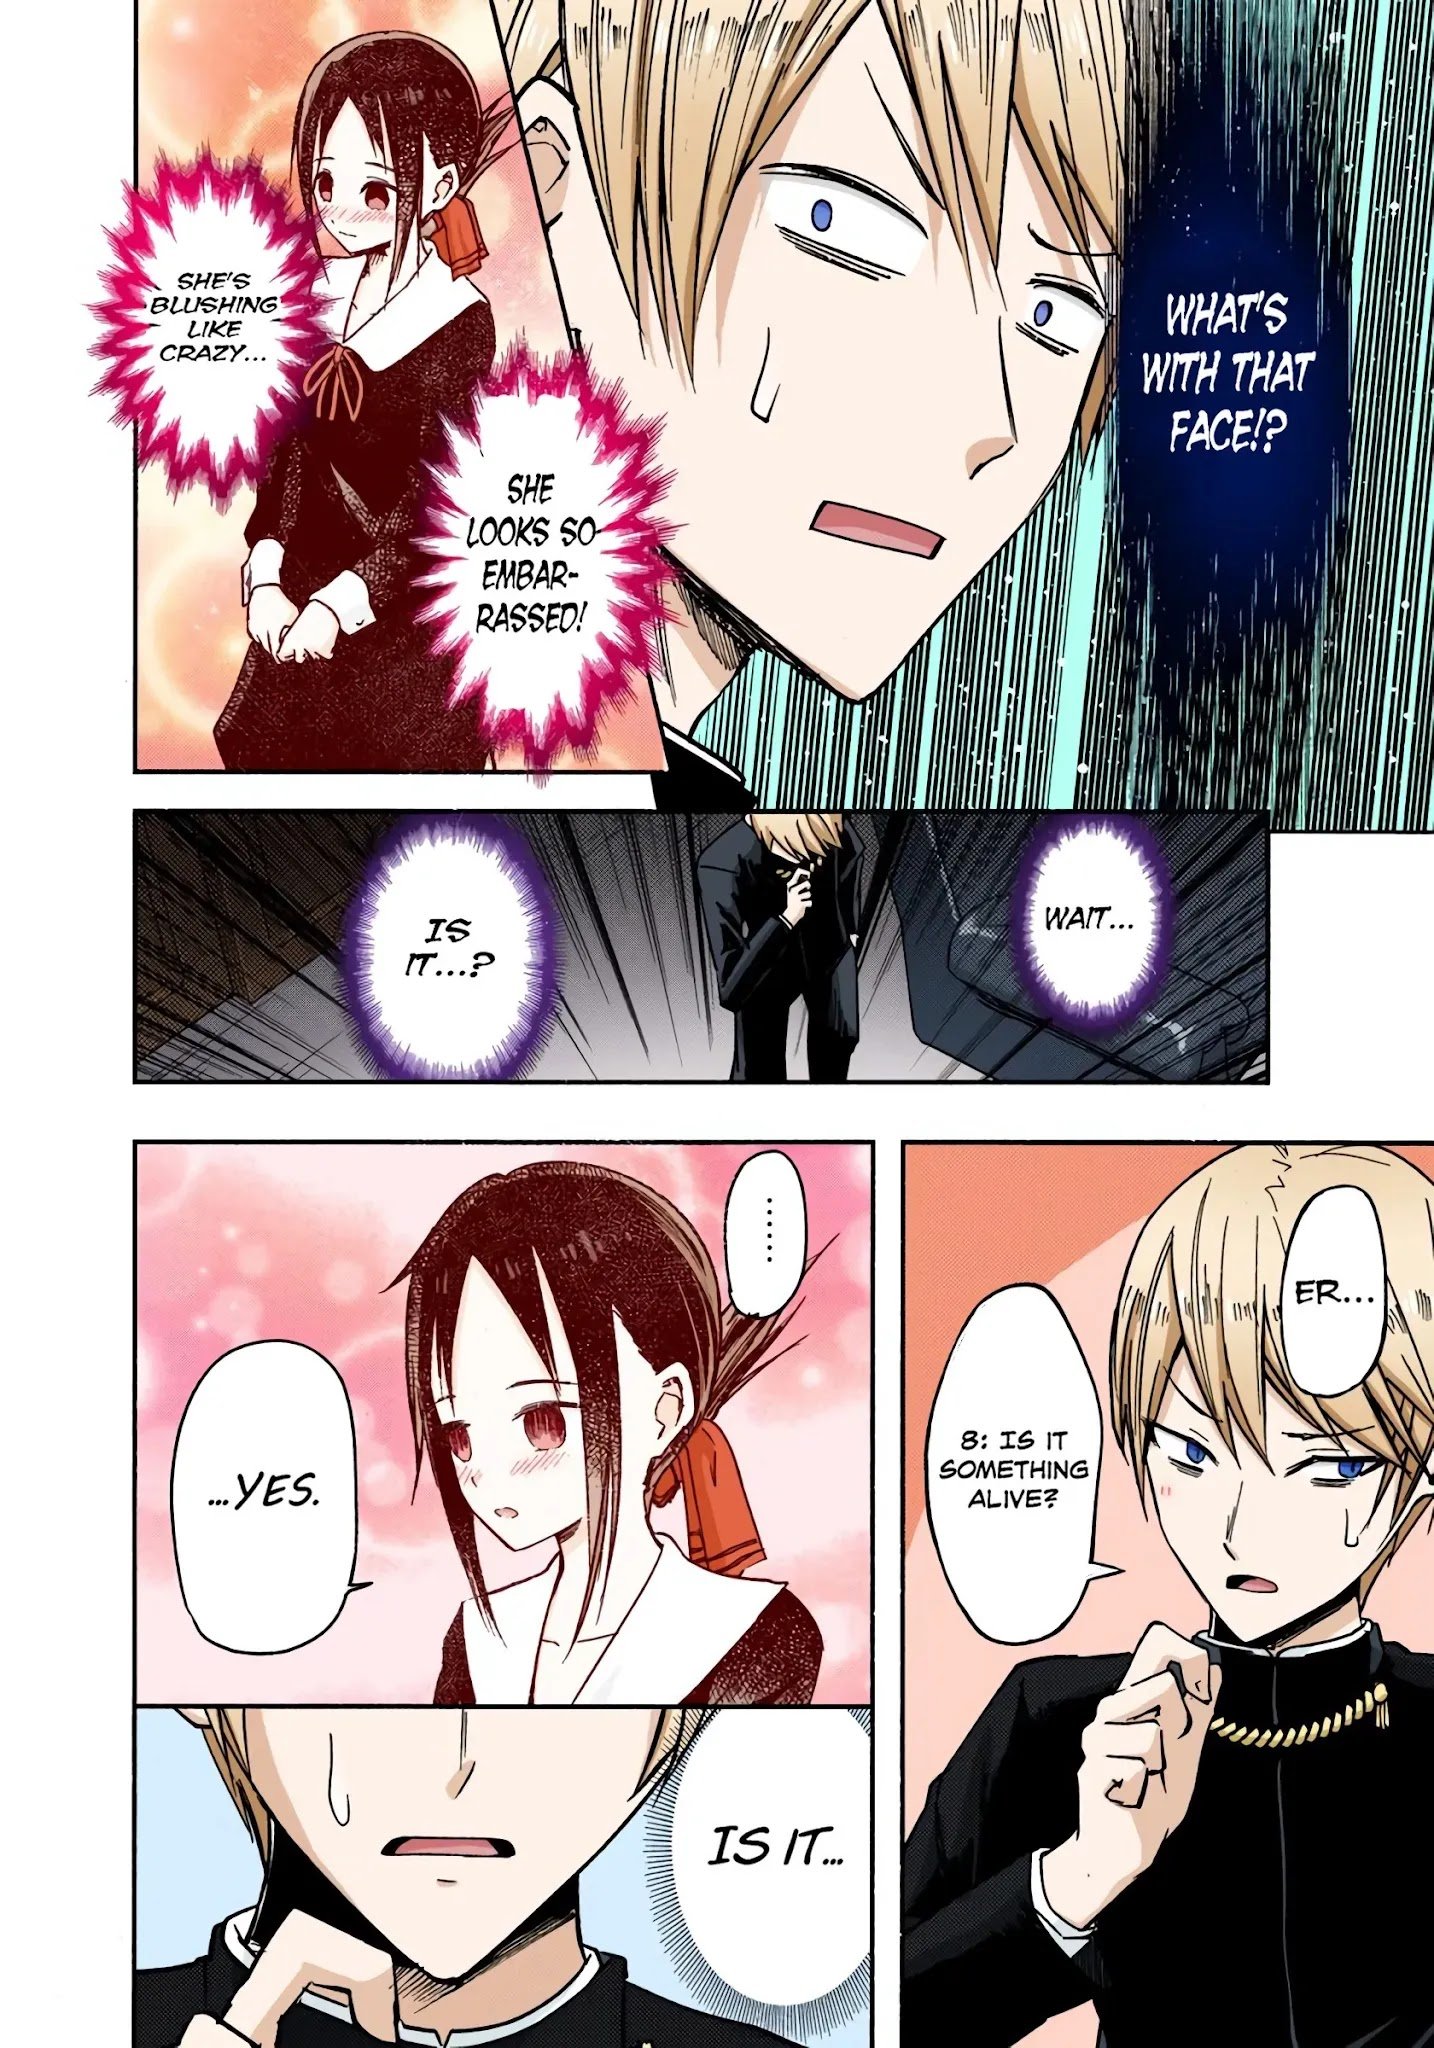 WHAT'S
WITH THAT
FACE!?
SHE
LOOKS SO
EMBAR-
RASSED!
SHE'S
BLUSHING
LIKE
CRAZY...
WAIT...
IS
IT...?
ER...
8: IS IT
SOMETHING
ALIVE?
......
...YES.
IS IT...